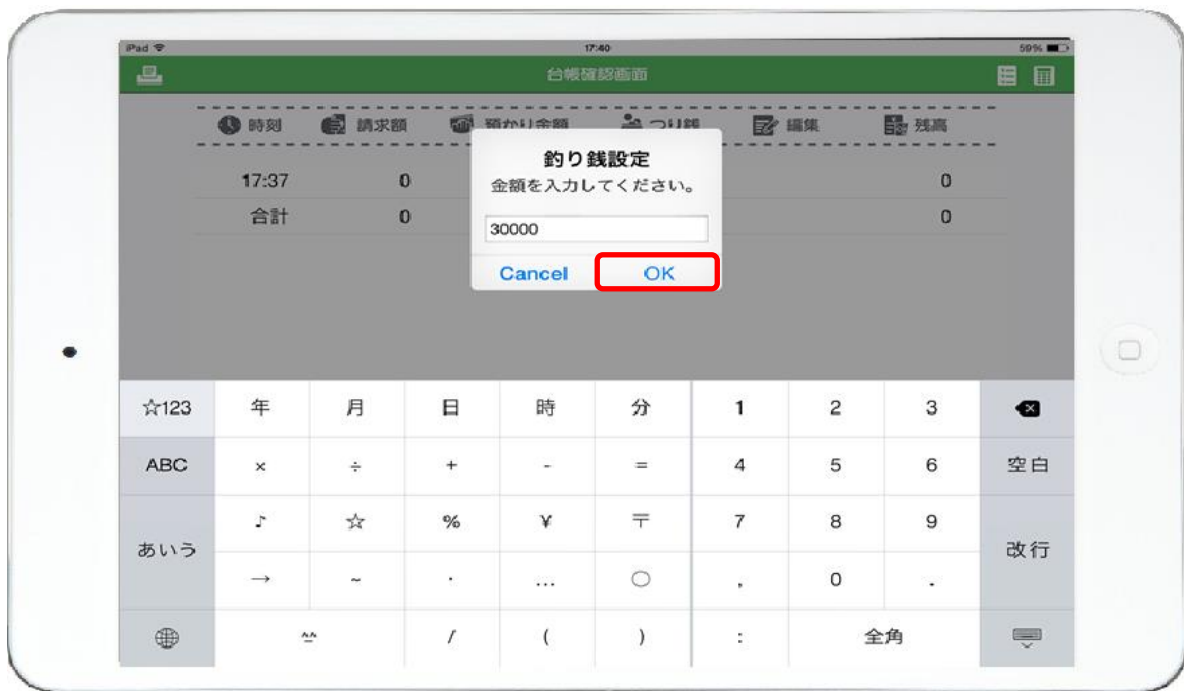 iPad 17:40 59%
台帳確認画面
時刻 請求額 預かり金額 つり銭 編集 残高
釣り銭設定
17:37 0 金額を入力してください。 0
合計 0 0
30000
Cancel OK
☆123 年 月 日 時 分 1 2 3
ABC × ÷ + - = 4 5 6 空白
♪ ☆ % ¥ 〒 7 8 9
あいう 改行
→ ~ ・ … ○ , 0 .
^^ / ( ) : 全角